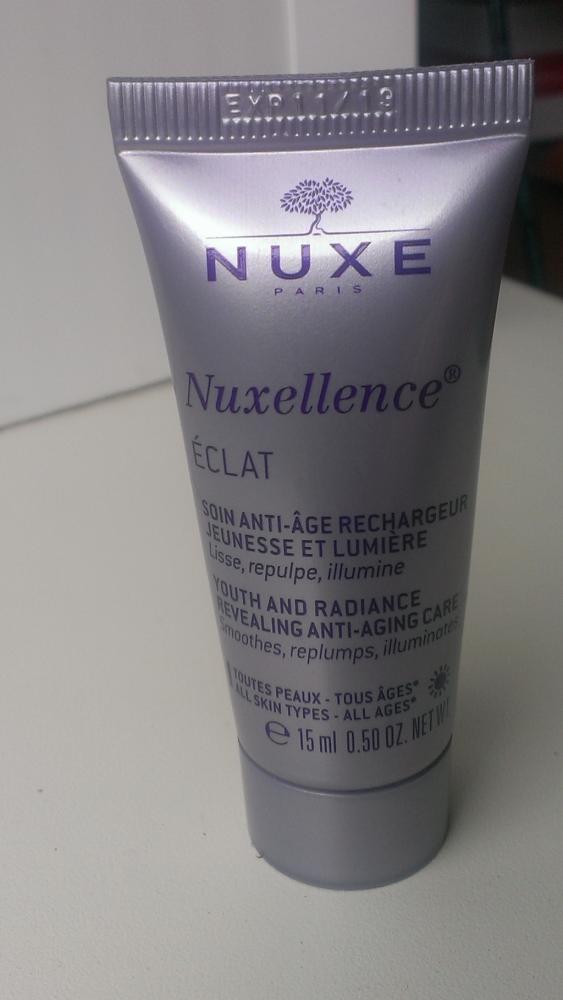 EXP 11/19
NUXE
PARIS
Nuxellence®
ÉCLAT
SOIN ANTI-ÂGE RECHARGEUR
JEUNESSE ET LUMIÈRE
Lisse, repulpe, illumine
YOUTH AND RADIANCE
REVEALING ANTI-AGING CARE
Smoothes, replumps, illuminates
TOUTES PEAUX - TOUS ÂGES*
ALL SKIN TYPES - ALL AGES*
e 15 ml 0.50 OZ. NET W